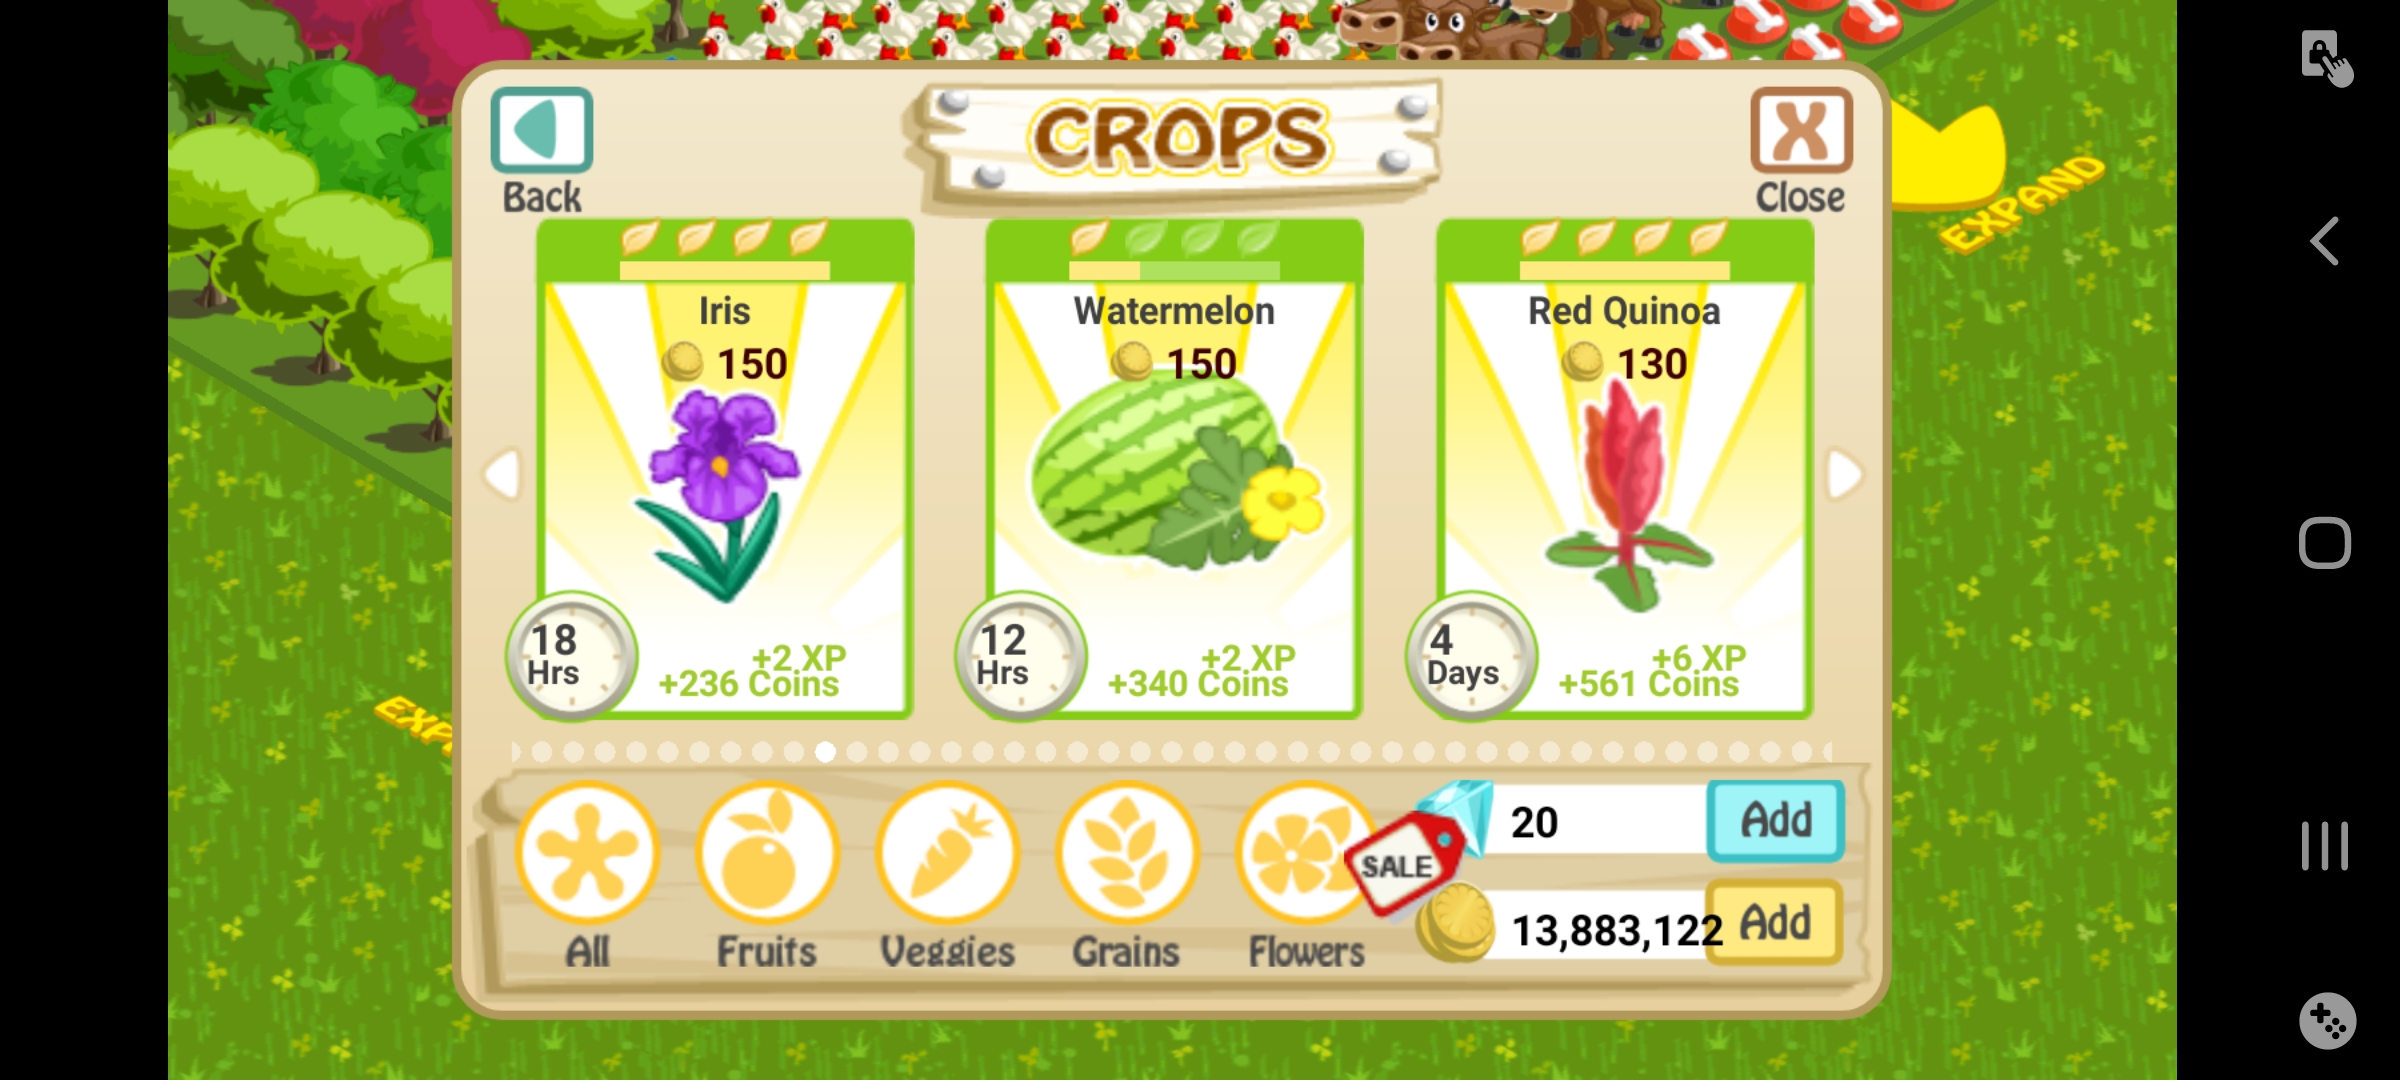 CROPS
Back
Close
EXPAND
Iris
150
18
Hrs
+2 XP
+236 Coins
Watermelon
150
12
Hrs
+2 XP
+340 Coins
Red Quinoa
130
4
Days
+6 XP
+561 Coins
EXP
All
Fruits
Veggies
Grains
Flowers
SALE
20
Add
13,883,122
Add